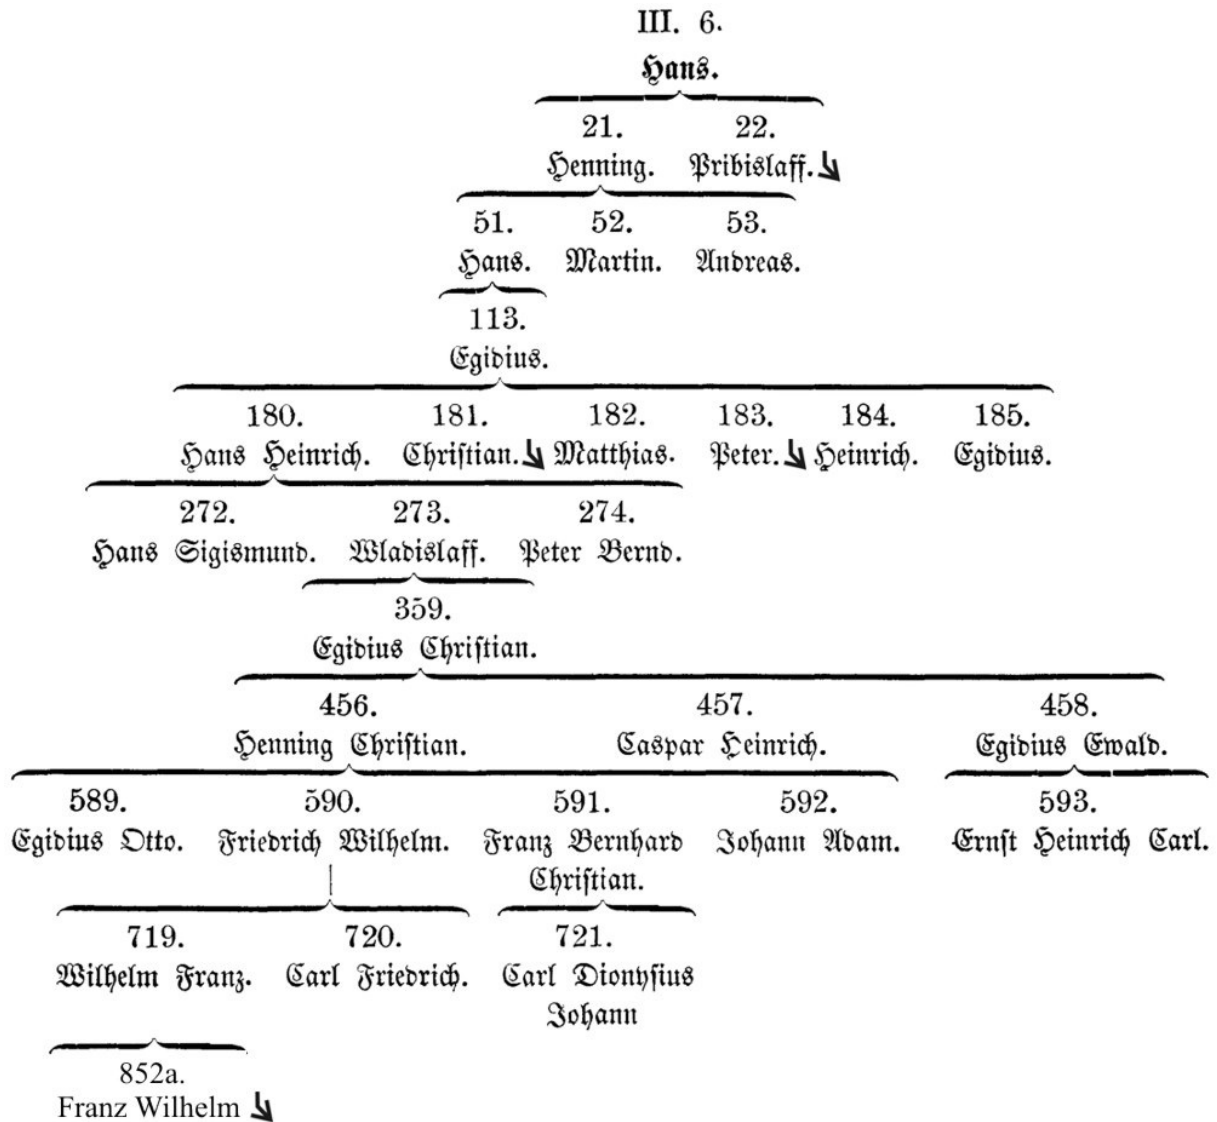 III. 6.
Hans.
21. 22.
Henning. Pribislaff.
51. 52. 53.
Hans. Martin. Andreas.
113.
Egidius.
180. 181. 182. 183. 184. 185.
Hans Heinrich. Chriſtian. Matthias. Peter. Heinrich. Egidius.
272. 273. 274.
Hans Sigismund. Wladislaff. Peter Bernd.
359.
Egidius Chriſtian.
456. 457. 458.
Henning Chriſtian. Caspar Heinrich. Egidius Ewald.
589. 590. 591. 592. 593.
Egidius Otto. Friedrich Wilhelm. Franz Bernhard Johann Adam. Ernſt Heinrich Carl.
Chriſtian.
719. 720. 721.
Wilhelm Franz. Carl Friedrich. Carl Dionyſius
Johann
852a.
Franz Wilhelm